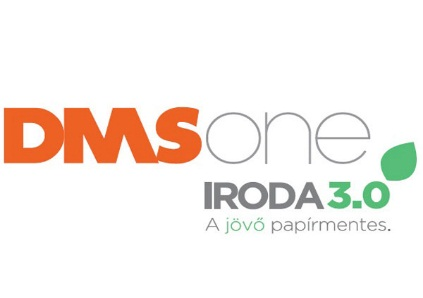 DMSone
IRODA 3.0
A jövő papírmentes.